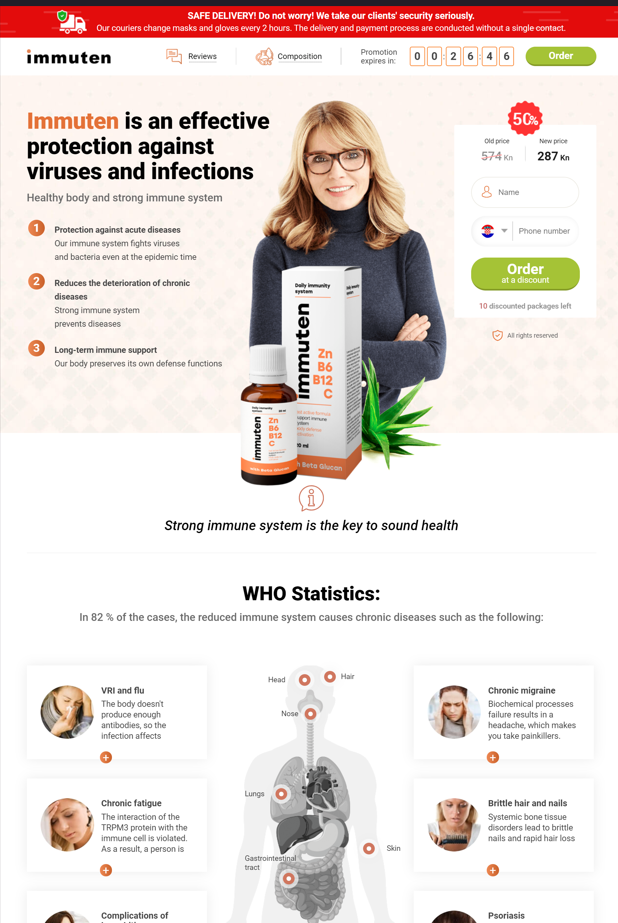 SAFE DELIVERY! Do not worry! We take our clients' security seriously.
Our couriers change masks and gloves every 2 hours. The delivery and payment process are conducted without a single contact.
immuten
Reviews
Composition
Promotion
expires in:
0 0 : 2 6 : 4 6
Order
Immuten is an effective
protection against
viruses and infections
Healthy body and strong immune system
1
Protection against acute diseases
Our immune system fights viruses
and bacteria even at the epidemic time
2
Reduces the deterioration of chronic
diseases
Strong immune system
prevents diseases
3
Long-term immune support
Our body preserves its own defense functions
50%
Old price
New price
574 Kn
287 Kn
Name
Phone number
Order
at a discount
10 discounted packages left
All rights reserved
Daily immunity
system
immuten
Zn
B6
B12
C
immuten
Zn
B6
B12
C
With Beta Glucan
Beta Glucan
Strong immune system is the key to sound health
WHO Statistics:
In 82 % of the cases, the reduced immune system causes chronic diseases such as the following:
VRI and flu
The body doesn't
produce enough
antibodies, so the
infection affects
Chronic fatigue
The interaction of the
TRPM3 protein with the
immune cell is violated.
As a result, a person is
Complications of
Head
Hair
Nose
Lungs
Skin
Gastrointestinal
tract
Chronic migraine
Biochemical processes
failure results in a
headache, which makes
you take painkillers.
Brittle hair and nails
Systemic bone tissue
disorders lead to brittle
nails and rapid hair loss
Psoriasis